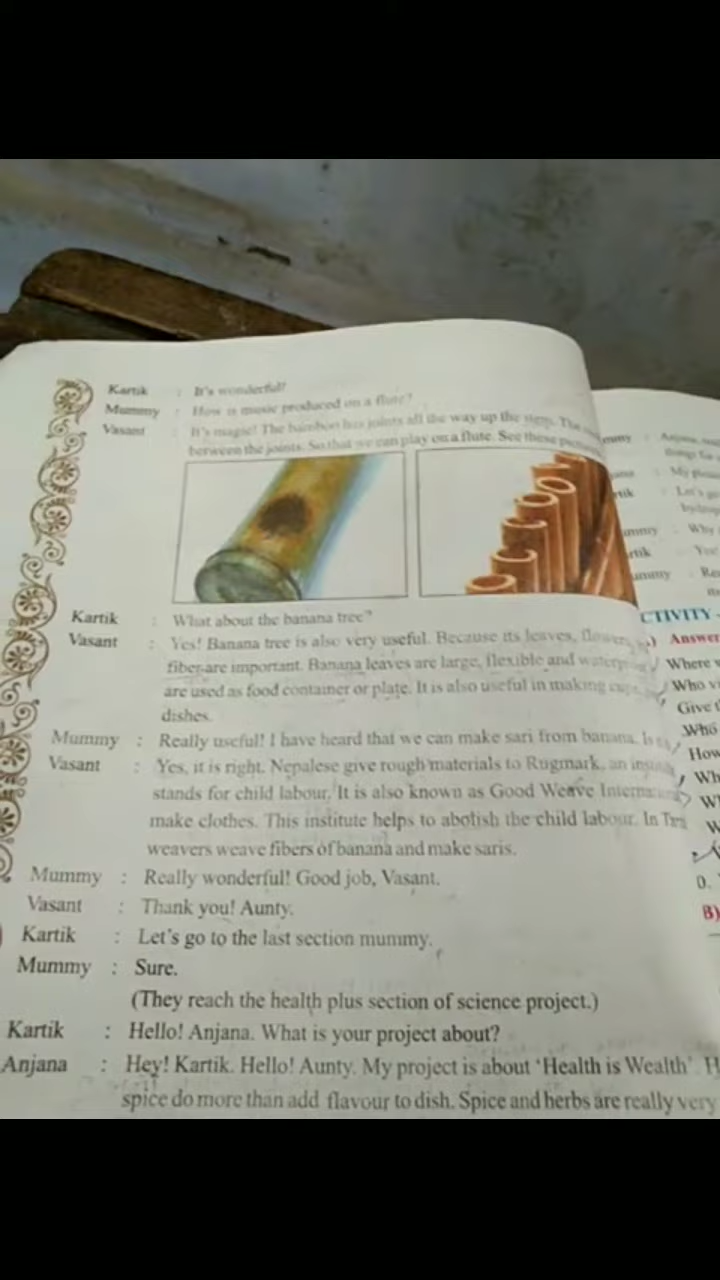 Kartik : It's wonderful!
Mummy : How is music produced on a flute?
Vasant : It's magic! The bamboo has joints all the way up the stem. The
between the joints. So that we can play on a flute. See these
Kartik : What about the banana tree?
Vasant : Yes! Banana tree is also very useful. Because its leaves, flowers,
fiber are important. Banana leaves are large, flexible and
are used as food container or plate. It is also useful in making
dishes.
Mummy : Really useful! I have heard that we can make sari from banana. Is
Vasant : Yes, it is right. Nepalese give rough materials to Rugmark, an
stands for child labour. It is also known as Good Weave
make clothes. This institute helps to abolish the child labour. In
weavers weave fibers of banana and make saris.
Mummy : Really wonderful! Good job, Vasant.
Vasant : Thank you! Aunty.
Kartik : Let's go to the last section mummy.
Mummy : Sure.
(They reach the health plus section of science project.)
Kartik : Hello! Anjana. What is your project about?
Anjana : Hey! Kartik. Hello! Aunty. My project is about 'Health is Wealth'. H
spice do more than add flavour to dish. Spice and herbs are really very
My
Let's
Why
CTIVITY
Answer
Where
Who
Give
Who
How
B)